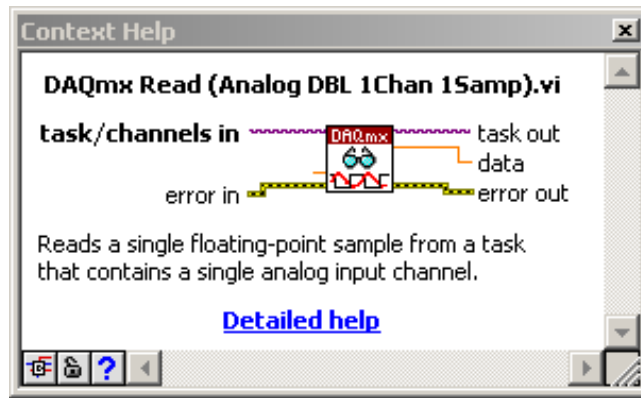 Context Help
DAQmx Read (Analog DBL 1Chan 1Samp).vi
task/channels in DAQmx task out
data
error in error out
Reads a single floating-point sample from a task
that contains a single analog input channel.
Detailed help
?